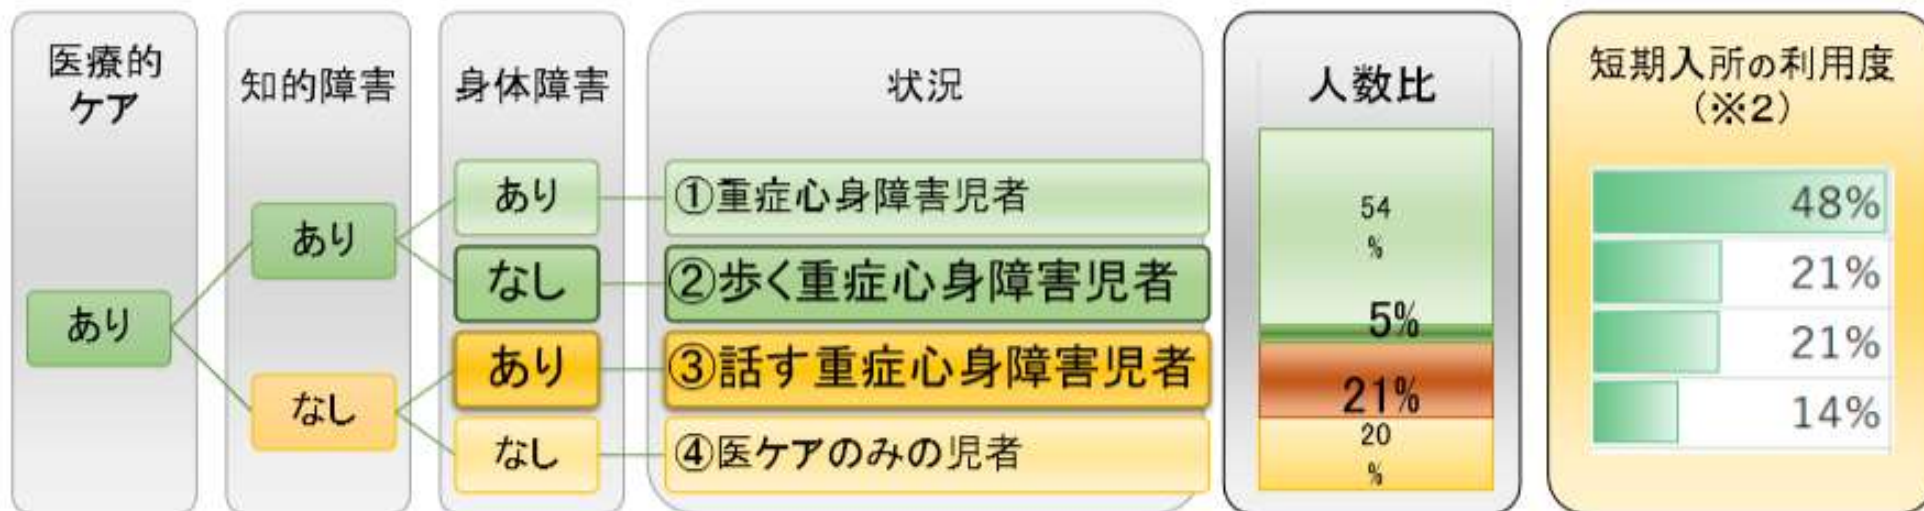 医療的
ケア
知的障害
身体障害
状況
人数比
短期入所の利用度
（※2）
あり
あり
なし
あり
なし
あり
なし
①重症心身障害児者
②歩く重症心身障害児者
③話す重症心身障害児者
④医ケアのみの児者
54
%
5%
21%
20
%
48%
21%
21%
14%